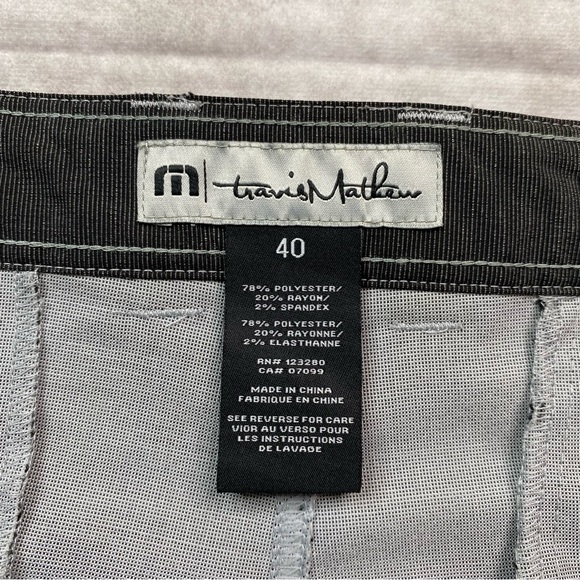 m | travisMathew
40
78% POLYESTER/
20% RAYON/
2% SPANDEX
78% POLYESTER/
20% RAYONNE/
2% ELASTHANNE
RN# 123280
CA# 07099
MADE IN CHINA
FABRIQUE EN CHINE
SEE REVERSE FOR CARE
VIOR AU VERSO POUR
LES INSTRUCTIONS
DE LAVAGE